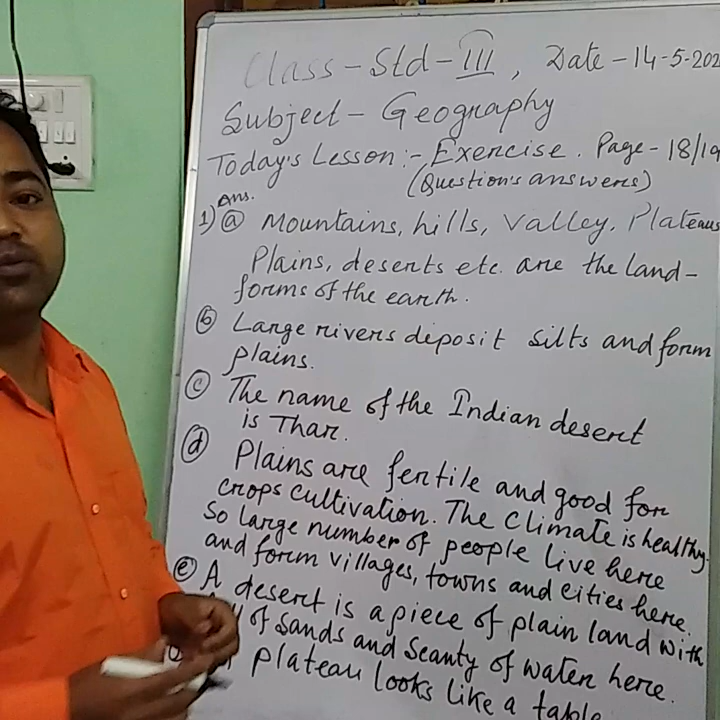 Class - Std - III, Date - 14-5-202
Subject - Geography
Today's Lesson :- Exercise. Page - 18/19
(Question's answers)
Ans.
1) (a) Mountains, hills, Valley, Plateaus
Plains, deserts etc. are the land-
forms of the earth.
(b) Large rivers deposit silts and form
plains.
(c) The name of the Indian desert
is Thar.
(d) Plains are fertile and good for
crops cultivation. The climate is healthy.
So large number of people live here
and form villages, towns and cities here.
(e) A desert is a piece of plain land with
of sands and scanty of water here.
plateau looks like a table